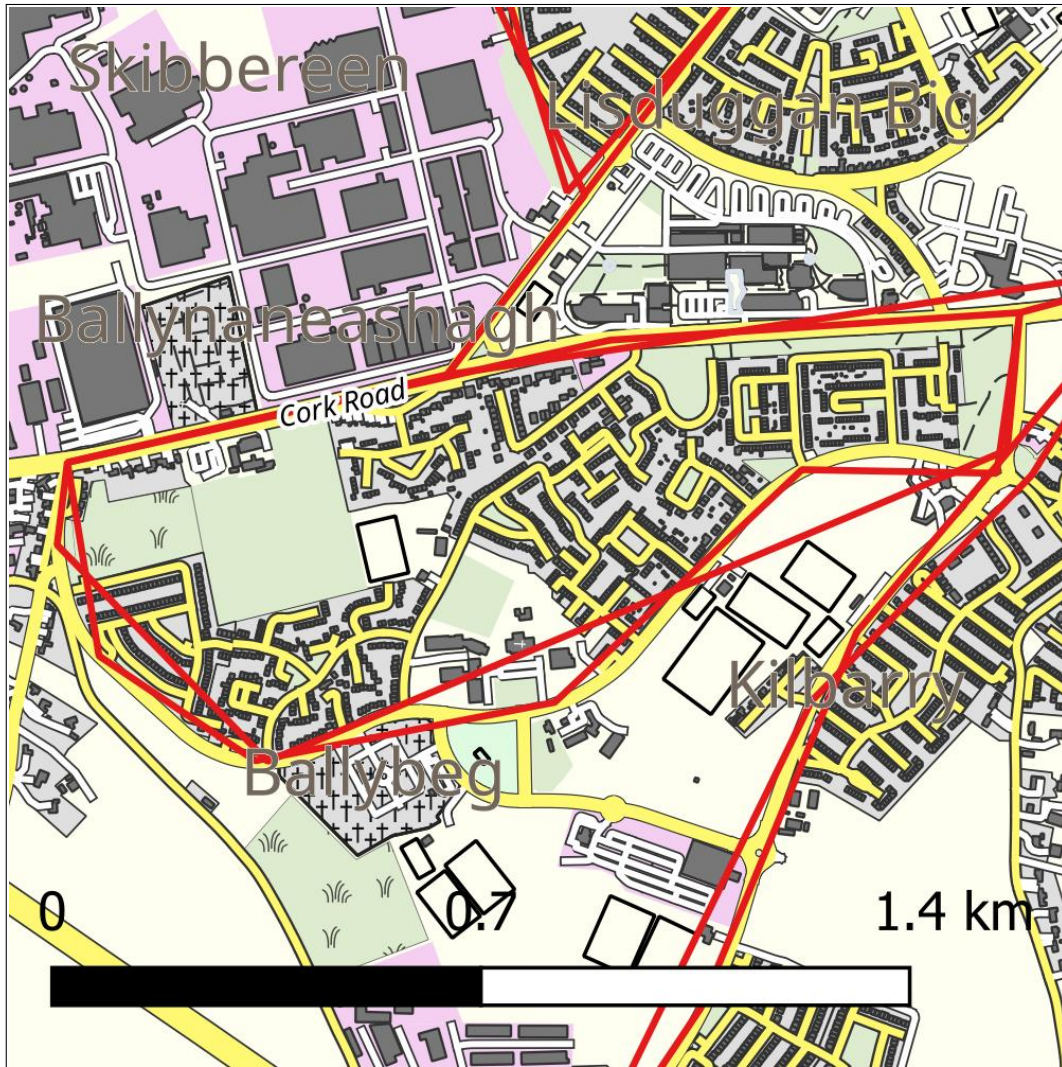 Skibbereen
Lisduggan Big
Ballynaneashagh
Cork Road
Kilbarry
Ballybeg
0
0.7
1.4 km